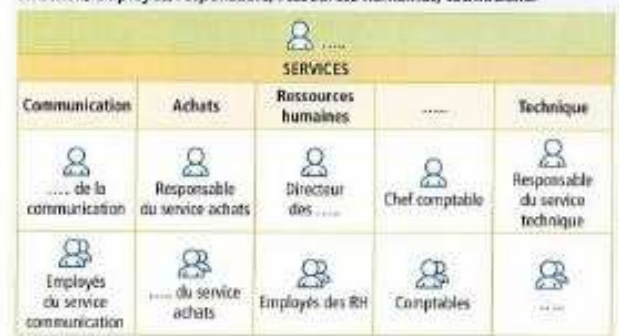 .....
SERVICES
Communication
Achats
Ressources
humaines
.....
Technique
..... de la
communication
Responsable
du service achats
Directeur
des .....
Chef comptable
Responsable
du service
technique
Employés
du service
communication
..... du service
achats
Employés des RH
Comptables
.....